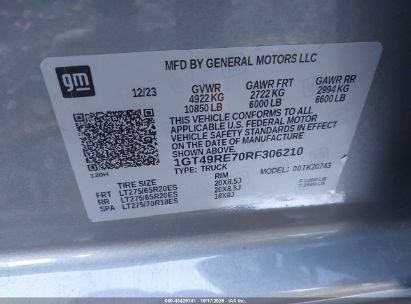 MFD BY GENERAL MOTORS LLC
gm
12/23
GVWR GAWR FRT GAWR RR
4922 KG 2722 KG 2994 KG
10850 LB 6000 LB 6600 LB
THIS VEHICLE CONFORMS TO ALL
APPLICABLE U.S. FEDERAL MOTOR
VEHICLE SAFETY STANDARDS IN
EFFECT ON THE DATE OF
MANUFACTURE SHOWN ABOVE.
1GT49RE70RF306210
TYPE: TRUCK 00TK20743
TIRE SIZE RIM
FRT LT275/65R20ES 20X8.5J
RR LT275/65R20ES 20X8.5J
SPA LT275/70R18ES 18X8J